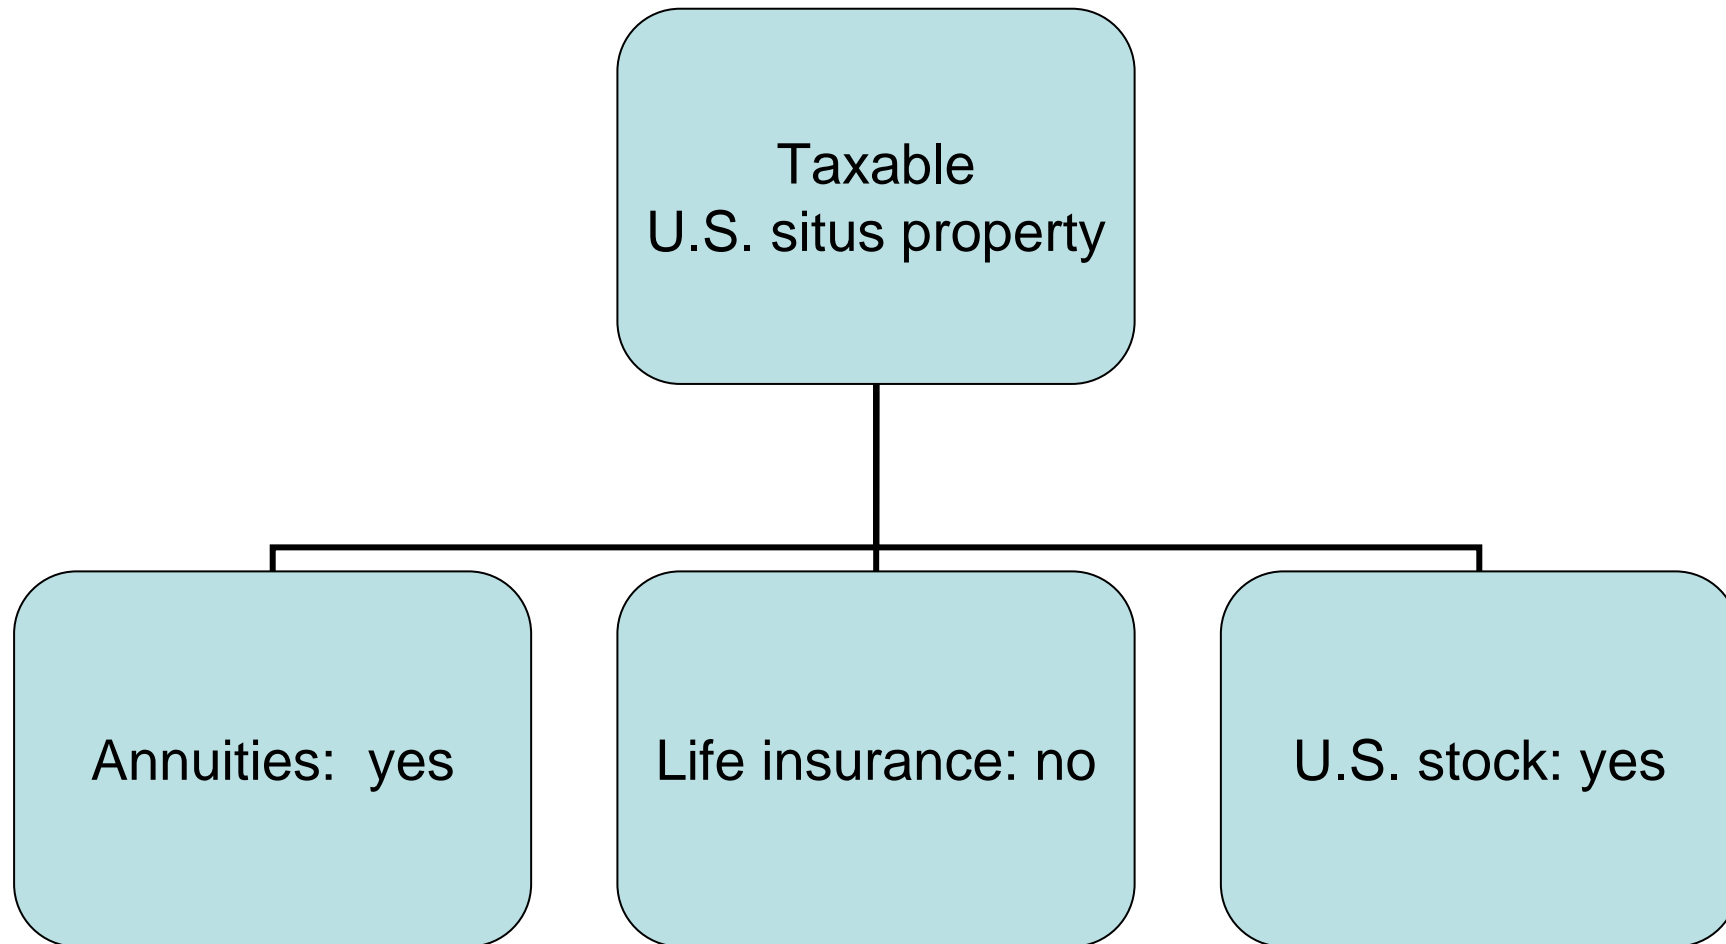 Taxable
U.S. situs property
Annuities:  yes
Life insurance: no
U.S. stock: yes